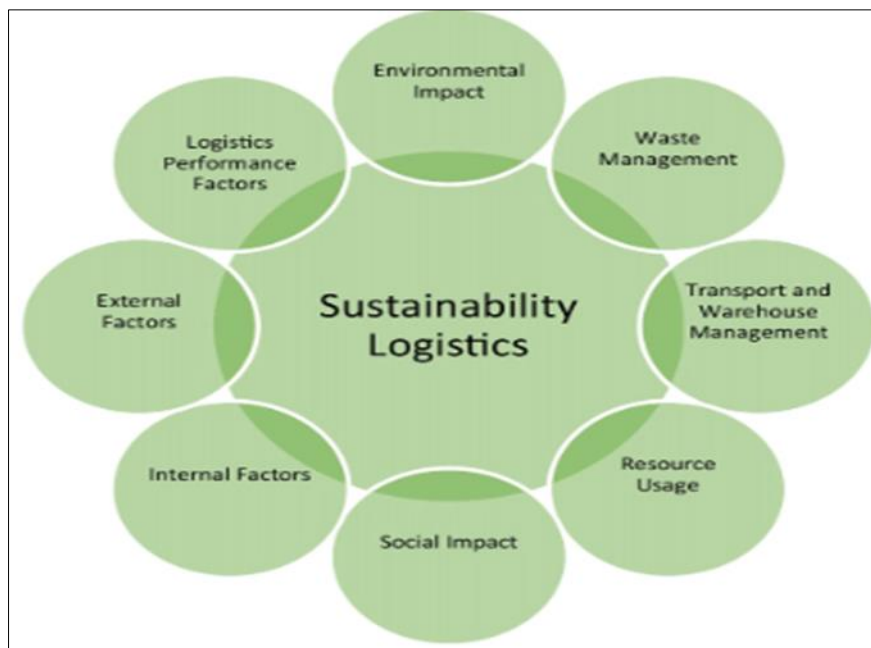 Environmental
Impact
Waste
Management
Transport and
Warehouse
Management
Resource
Usage
Social Impact
Internal Factors
External
Factors
Logistics
Performance
Factors
Sustainability
Logistics